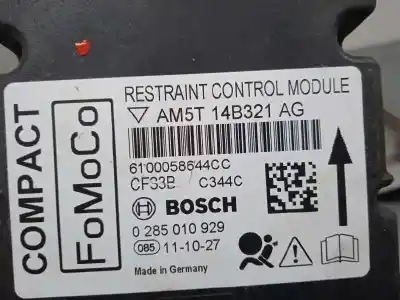 COMPACT
FoMoCo
RESTRAINT CONTROL MODULE
AM5T 14B321 AG
6100058644CC
CF33B C344C
BOSCH
0 285 010 929
085 11-10-27
Made in Germany